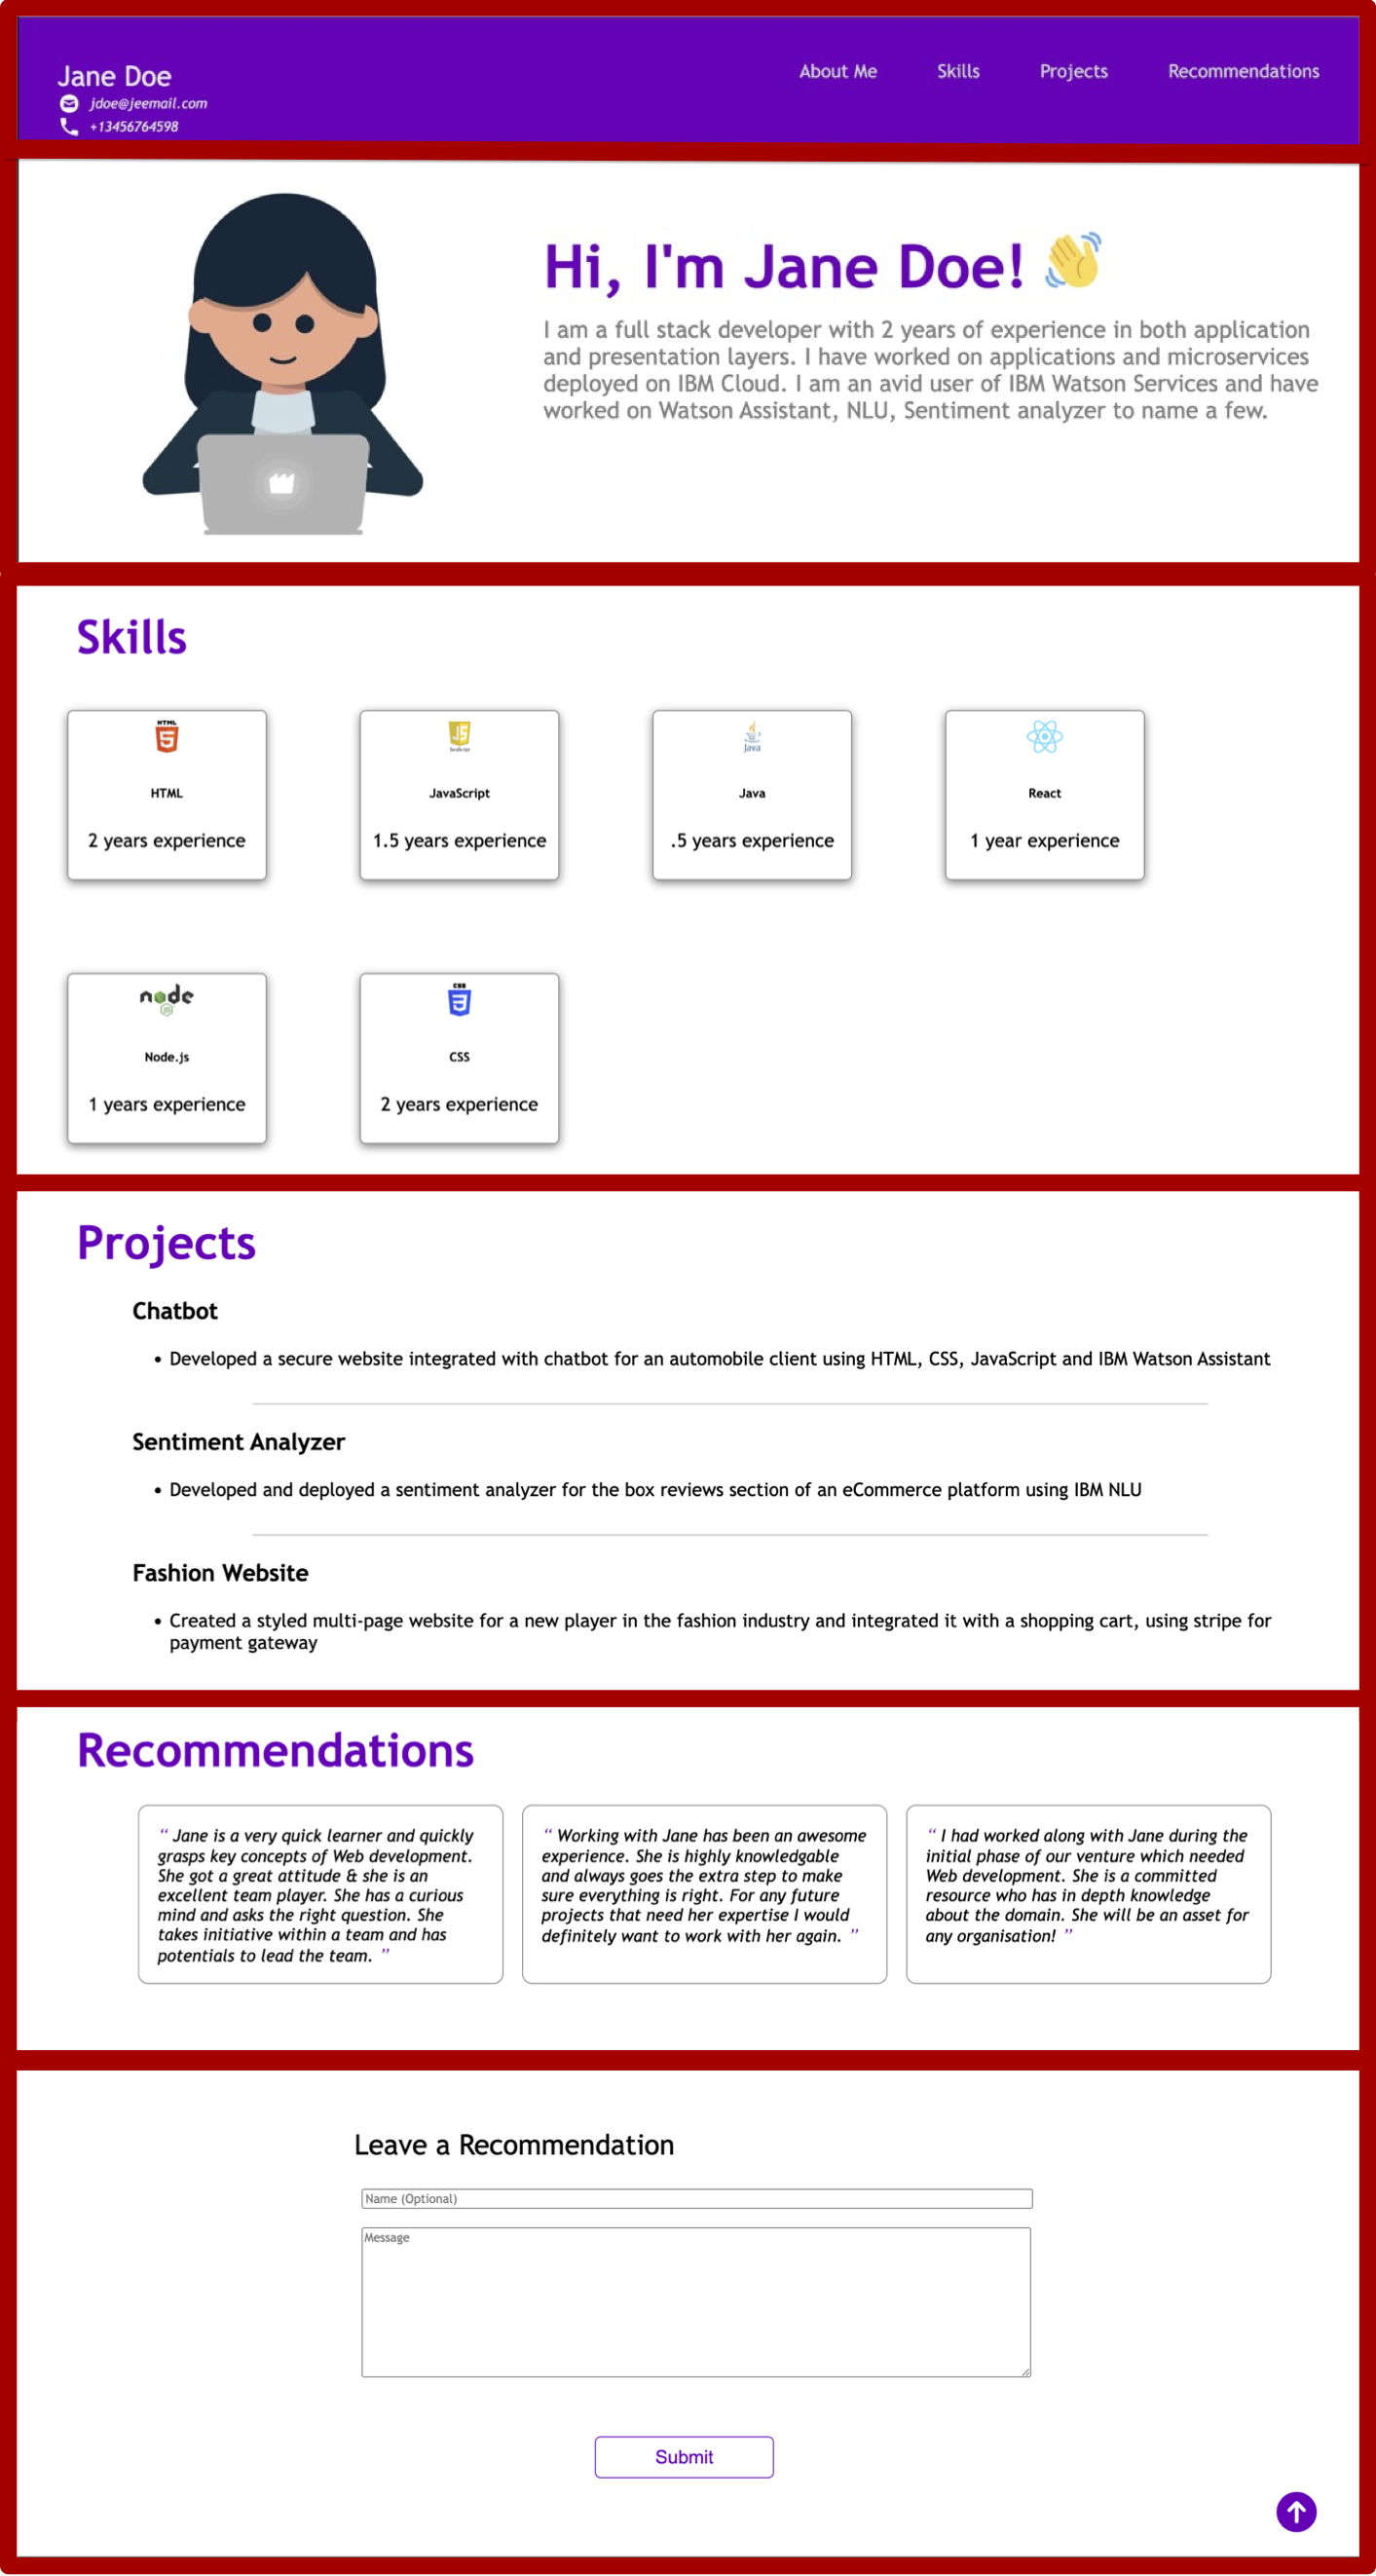 Jane Doe
jdoe@jeemail.com
+13456764598
About Me
Skills
Projects
Recommendations
Hi, I'm Jane Doe!
I am a full stack developer with 2 years of experience in both application
and presentation layers. I have worked on applications and microservices
deployed on IBM Cloud. I am an avid user of IBM Watson Services and have
worked on Watson Assistant, NLU, Sentiment analyzer to name a few.
Skills
HTML
5
HTML
2 years experience
JS
JavaScript
JavaScript
1.5 years experience
Java
Java
.5 years experience
React
1 year experience
node
JS
Node.js
1 years experience
CSS
3
CSS
2 years experience
Projects
Chatbot
• Developed a secure website integrated with chatbot for an automobile client using HTML, CSS, JavaScript and IBM Watson Assistant
Sentiment Analyzer
• Developed and deployed a sentiment analyzer for the box reviews section of an eCommerce platform using IBM NLU
Fashion Website
• Created a styled multi-page website for a new player in the fashion industry and integrated it with a shopping cart, using stripe for
payment gateway
Recommendations
“ Jane is a very quick learner and quickly
grasps key concepts of Web development.
She got a great attitude & she is an
excellent team player. She has a curious
mind and asks the right question. She
takes initiative within a team and has
potentials to lead the team. ”
“ Working with Jane has been an awesome
experience. She is highly knowledgable
and always goes the extra step to make
sure everything is right. For any future
projects that need her expertise I would
definitely want to work with her again. ”
“ I had worked along with Jane during the
initial phase of our venture which needed
Web development. She is a committed
resource who has in depth knowledge
about the domain. She will be an asset for
any organisation! ”
Leave a Recommendation
Name (Optional)
Message
Submit